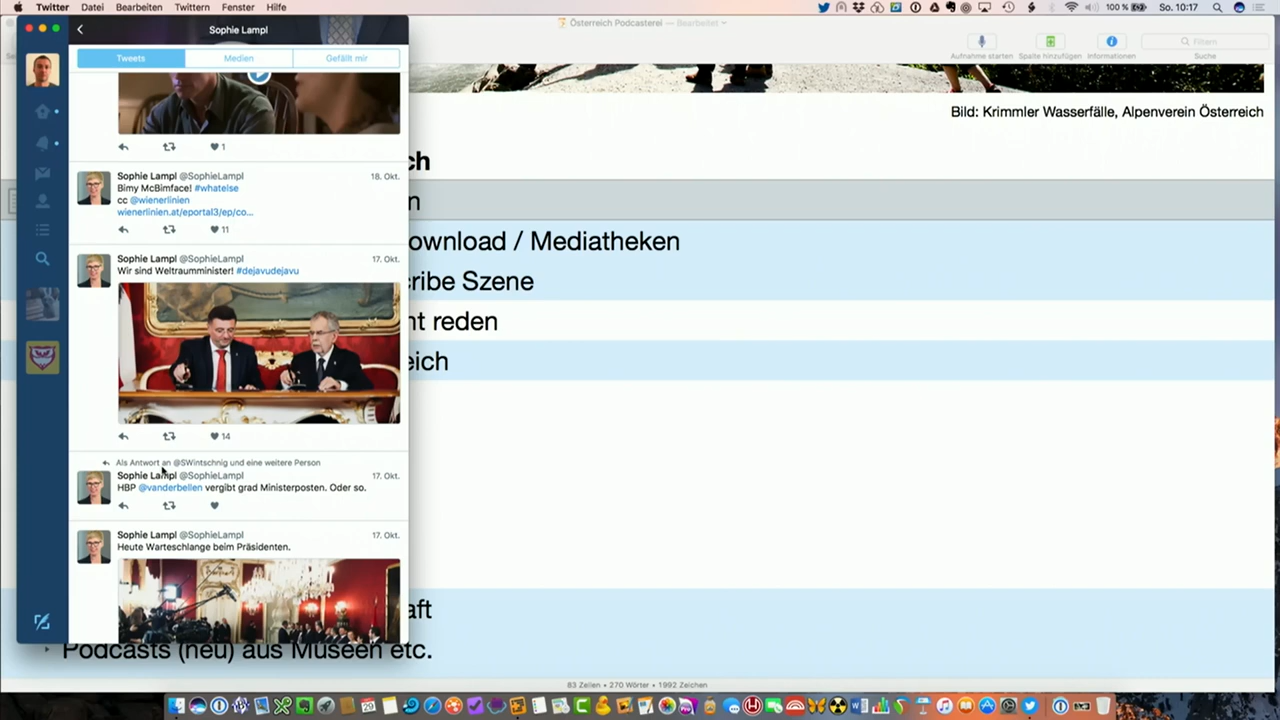 Twitter Datei Bearbeiten Twittern Fenster Hilfe
100 % So. 10:17
Sophie Lampl
Österreich Podcasterei — Bearbeitet
Tweets Medien Gefällt mir
Aufnahme starten Spalte hinzufügen Informationen Suche
Filtern
Bild: Krimmler Wasserfälle, Alpenverein Österreich
1
ch
Sophie Lampl @SophieLampl 18. Okt.
Bimy McBimface! #whatelse
cc @wienerlinien
wienerlinien.at/eportal3/ep/co...
11
n
ownload / Mediatheken
Sophie Lampl @SophieLampl 17. Okt.
Wir sind Weltraumminister! #dejavudejavu
cribe Szene
nt reden
eich
14
Als Antwort an @SWintschnig und eine weitere Person
Sophie Lampl @SophieLampl 17. Okt.
HBP @vanderbellen vergibt grad Ministerposten. Oder so.
Sophie Lampl @SophieLampl 17. Okt.
Heute Warteschlange beim Präsidenten.
aft
Podcasts (neu) aus Museen etc.
83 Zeilen • 270 Wörter • 1992 Zeichen